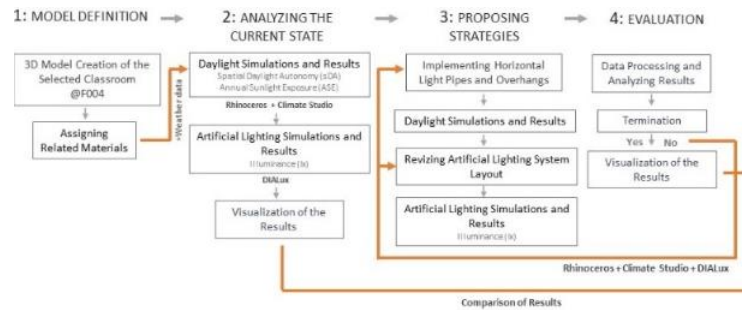 1: MODEL DEFINITION
3D Model Creation of the
Selected Classroom
@F004
Assigning
Related Materials
+Weather data
2: ANALYZING THE
CURRENT STATE
Daylight Simulations and Results
Spatial Daylight Autonomy (sDA)
Annual Sunlight Exposure (ASE)
Rhinoceros + Climate Studio
Artificial Lighting Simulations and
Results
Illuminance (lx)
DIALux
Visualization of the
Results
3: PROPOSING
STRATEGIES
Implementing Horizontal
Light Pipes and Overhangs
Daylight Simulations and Results
Revizing Artificial Lighting System
Layout
Artificial Lighting Simulations and
Results
Illuminance (lx)
4: EVALUATION
Data Processing and
Analyzing Results
Termination
Yes No
Visualization of the
Results
Rhinoceros + Climate Studio + DIALux
Comparison of Results